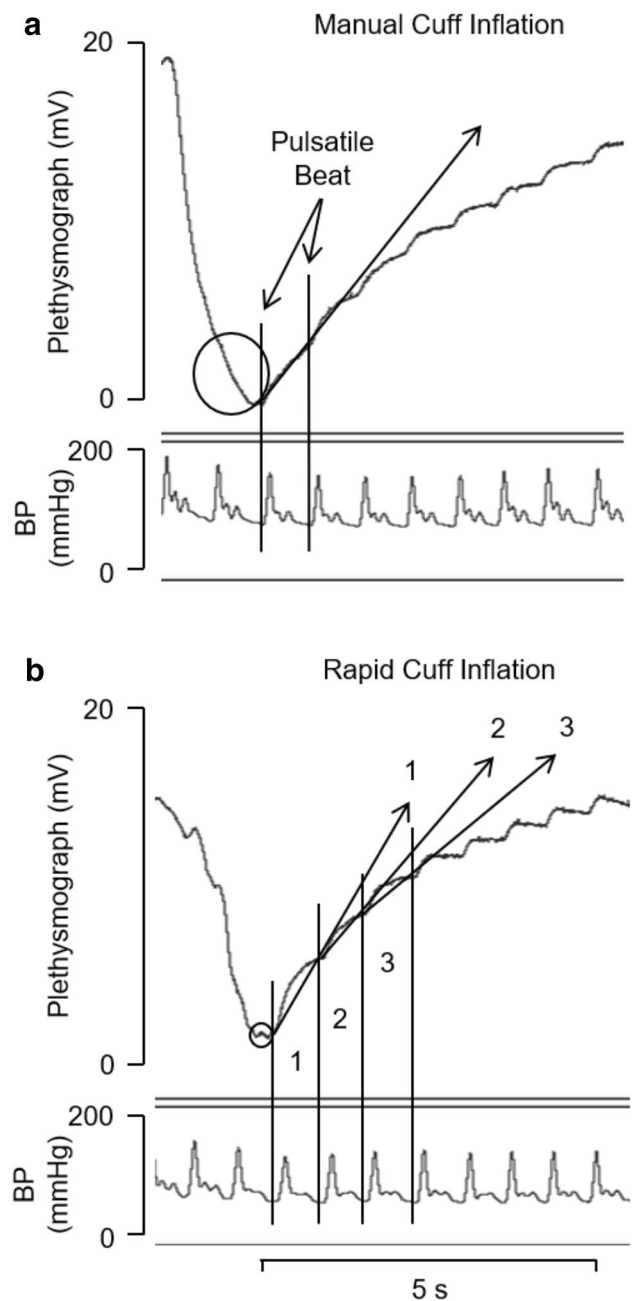 a
Manual Cuff Inflation
20
Plethysmograph (mV)
Pulsatile
Beat
0
200
BP
(mmHg)
0
b
Rapid Cuff Inflation
20
Plethysmograph (mV)
1
2
3
3
2
1
0
200
BP
(mmHg)
0
5 s